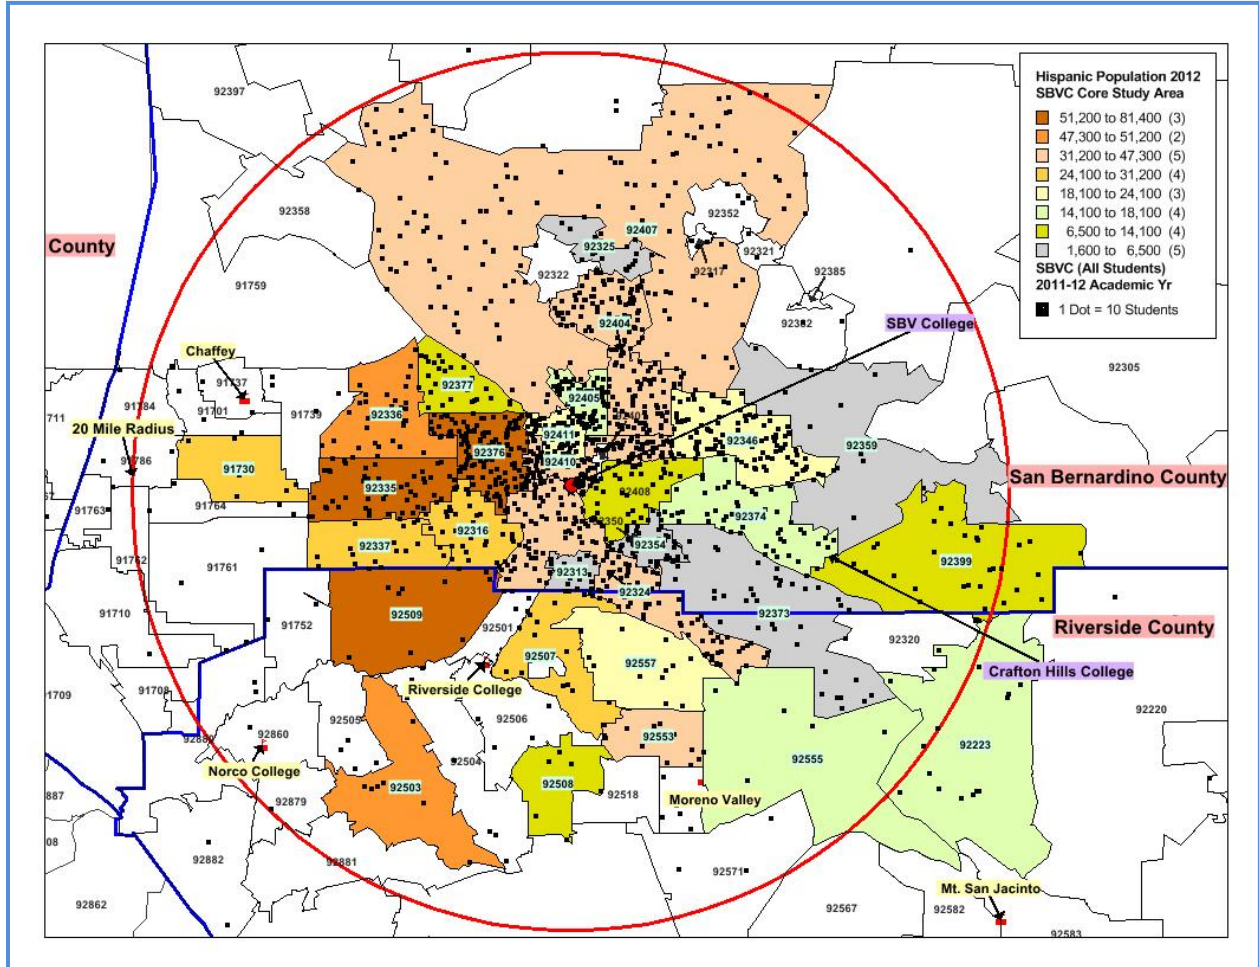 Hispanic Population 2012
SBVC Core Study Area
51,200 to 81,400 (3)
47,300 to 51,200 (2)
31,200 to 47,300 (5)
24,100 to 31,200 (4)
18,100 to 24,100 (3)
14,100 to 18,100 (4)
6,500 to 14,100 (4)
1,600 to 6,500 (5)
SBVC (All Students)
2011-12 Academic Yr
1 Dot = 10 Students
92397
92358
92352
92407
92325
92321
County
92322
92317
92385
91759
92382
92404
SBV College
Chaffey
92305
92377
91737
92405
91784
91701
91739
92336
20 Mile Radius
92411
92346
92359
92376
91786
92410
91730
San Bernardino County
92335
92408
91763
91764
92374
92316
92350
92337
92354
91762
91761
92399
92313
92324
91710
92509
92373
91752
92501
Riverside County
92320
92507
92557
Crafton Hills College
Riverside College
91708
92505
92506
92220
92860
92553
92223
92504
Norco College
92503
92508
92555
92518
Moreno Valley
92879
92882
92881
92571
Mt. San Jacinto
92862
92567
92582
92583